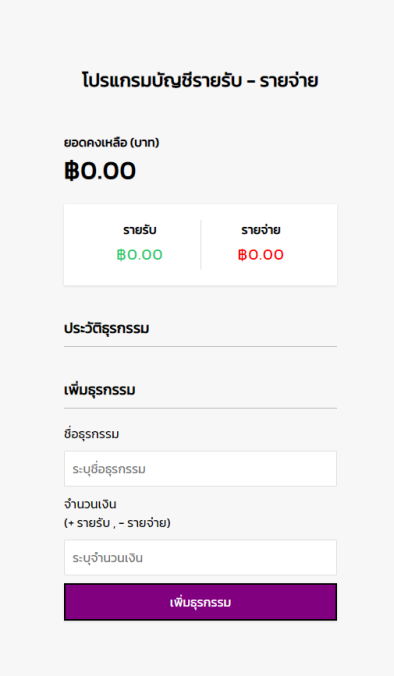 โปรแกรมบัญชีรายรับ - รายจ่าย
ยอดคงเหลือ (บาท)
฿0.00
รายรับ รายจ่าย
฿0.00 ฿0.00
ประวัติธุรกรรม
เพิ่มธุรกรรม
ชื่อธุรกรรม
ระบุชื่อธุรกรรม
จำนวนเงิน
(+ รายรับ , - รายจ่าย)
ระบุจำนวนเงิน
เพิ่มธุรกรรม